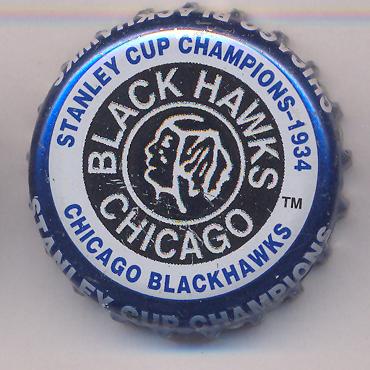 STANLEY CUP CHAMPIONS-1934
BLACK HAWKS
CHICAGO
TM
CHICAGO BLACKHAWKS
STANLEY CUP CHAMPIONS